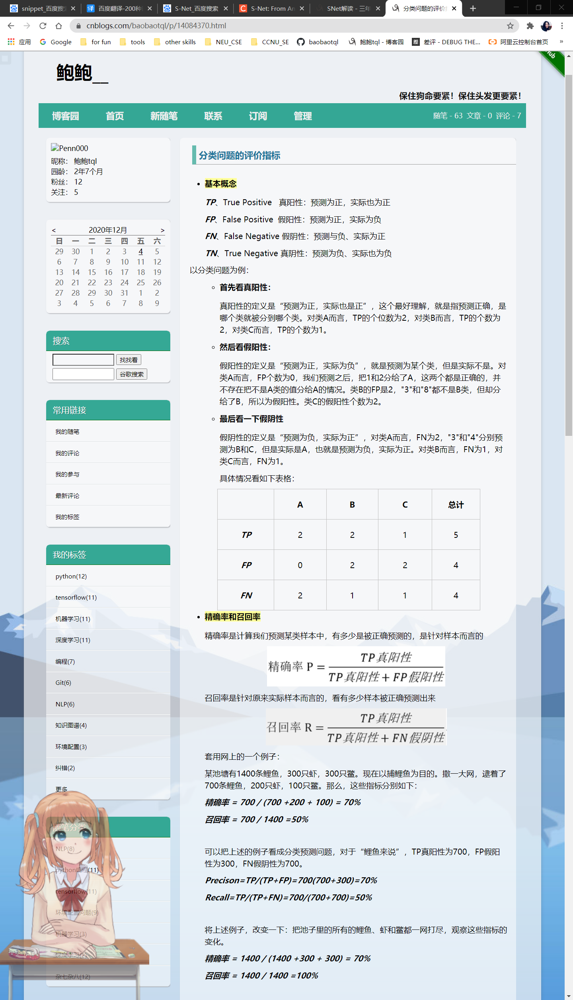 snippet_百度搜
百度翻译-200种
S-Net_百度搜索
S-Net: From An
SNet解读 - 三年
分类问题的评价
cnblogs.com/baobaotql/p/14084370.html
应用 Google for fun tools other skills NEU_CSE CCNU_SE baobaotql 鲍鲍tql - 博客园 差评 - DEBUG THE... 阿里云控制台首页 »
鲍鲍__
保住狗命要紧！保住头发更要紧！
博客园 首页 新随笔 联系 订阅 管理
随笔 - 63 文章 - 0 评论 - 7
Penn000
昵称： 鲍鲍tql
园龄： 2年7个月
粉丝： 12
关注： 5
< 2020年12月 >
日 一 二 三 四 五 六
29 30 1 2 3 4 5
6 7 8 9 10 11 12
13 14 15 16 17 18 19
20 21 22 23 24 25 26
27 28 29 30 31 1 2
3 4 5 6 7 8 9
搜索
找找看
谷歌搜索
常用链接
我的随笔
我的评论
我的参与
最新评论
我的标签
我的标签
python(12)
tensorflow(11)
机器学习(11)
深度学习(11)
编程(7)
Git(6)
NLP(6)
知识图谱(4)
环境配置(3)
纠错(2)
更多
随笔分类
NLP(8)
python编程(11)
tensorflow(11)
环境配置问题(9)
机器学习(3)
深度学习(2)
杂七杂八(12)
分类问题的评价指标
基本概念
TP、True Positive 真阳性：预测为正，实际也为正
FP、False Positive 假阳性：预测为正，实际为负
FN、False Negative 假阴性：预测与负、实际为正
TN、True Negative 真阴性：预测为负、实际也为负
以分类问题为例：
首先看真阳性：
真阳性的定义是“预测为正，实际也是正”，这个最好理解，就是指预测正确，是
哪个类就被分到哪个类。对类A而言，TP的个位数为2，对类B而言，TP的个数为
2，对类C而言，TP的个数为1。
然后看假阳性：
假阳性的定义是“预测为正，实际为负”，就是预测为某个类，但是实际不是。对
类A而言，FP个数为0，我们预测之后，把1和2分给了A，这两个都是正确的，并
不存在把不是A类的值分给A的情况。类B的FP是2，"3"和"8"都不是B类，但却分
给了B，所以为假阳性。类C的假阳性个数为2。
最后看一下假阴性
假阴性的定义是“预测为负，实际为正”，对类A而言，FN为2，"3"和"4"分别预
测为B和C，但是实际是A，也就是预测为负，实际为正。对类B而言，FN为1，对
类C而言，FN为1。
具体情况看如下表格：
A B C 总计
TP 2 2 1 5
FP 0 2 2 4
FN 2 1 1 4
精确率和召回率
精确率是计算我们预测某类样本中，有多少是被正确预测的，是针对样本而言的
TP真阳性
精确率 P =
TP真阳性 + FP假阳性
召回率是针对原来实际样本而言的，看有多少样本被正确预测出来
TP真阳性
召回率 R =
TP真阳性 + FN假阴性
套用网上的一个例子：
某池塘有1400条鲤鱼，300只虾，300只鳖。现在以捕鲤鱼为目的。撒一大网，逮着了
700条鲤鱼，200只虾，100只鳖。那么，这些指标分别如下：
精确率 = 700 / (700 +200 + 100) = 70%
召回率 = 700 / 1400 =50%
可以把上述的例子看成分类预测问题，对于“鲤鱼来说”，TP真阳性为700，FP假阳
性为300，FN假阴性为700。
Precison=TP/(TP+FP)=700(700+300)=70%
Recall=TP/(TP+FN)=700/(700+700)=50%
将上述例子，改变一下：把池子里的所有的鲤鱼、虾和鳖都一网打尽，观察这些指标的
变化。
精确率 = 1400 / (1400 +300 + 300) = 70%
召回率 = 1400 / 1400 =100%